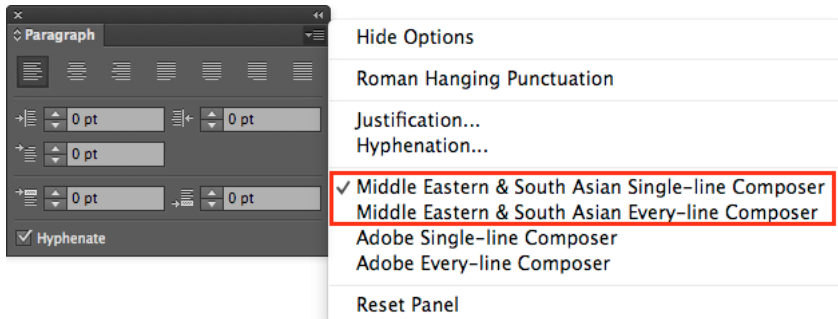 Paragraph
0 pt
0 pt
0 pt
0 pt
0 pt
Hyphenate
Hide Options
Roman Hanging Punctuation
Justification...
Hyphenation...
✓ Middle Eastern & South Asian Single-line Composer
Middle Eastern & South Asian Every-line Composer
Adobe Single-line Composer
Adobe Every-line Composer
Reset Panel